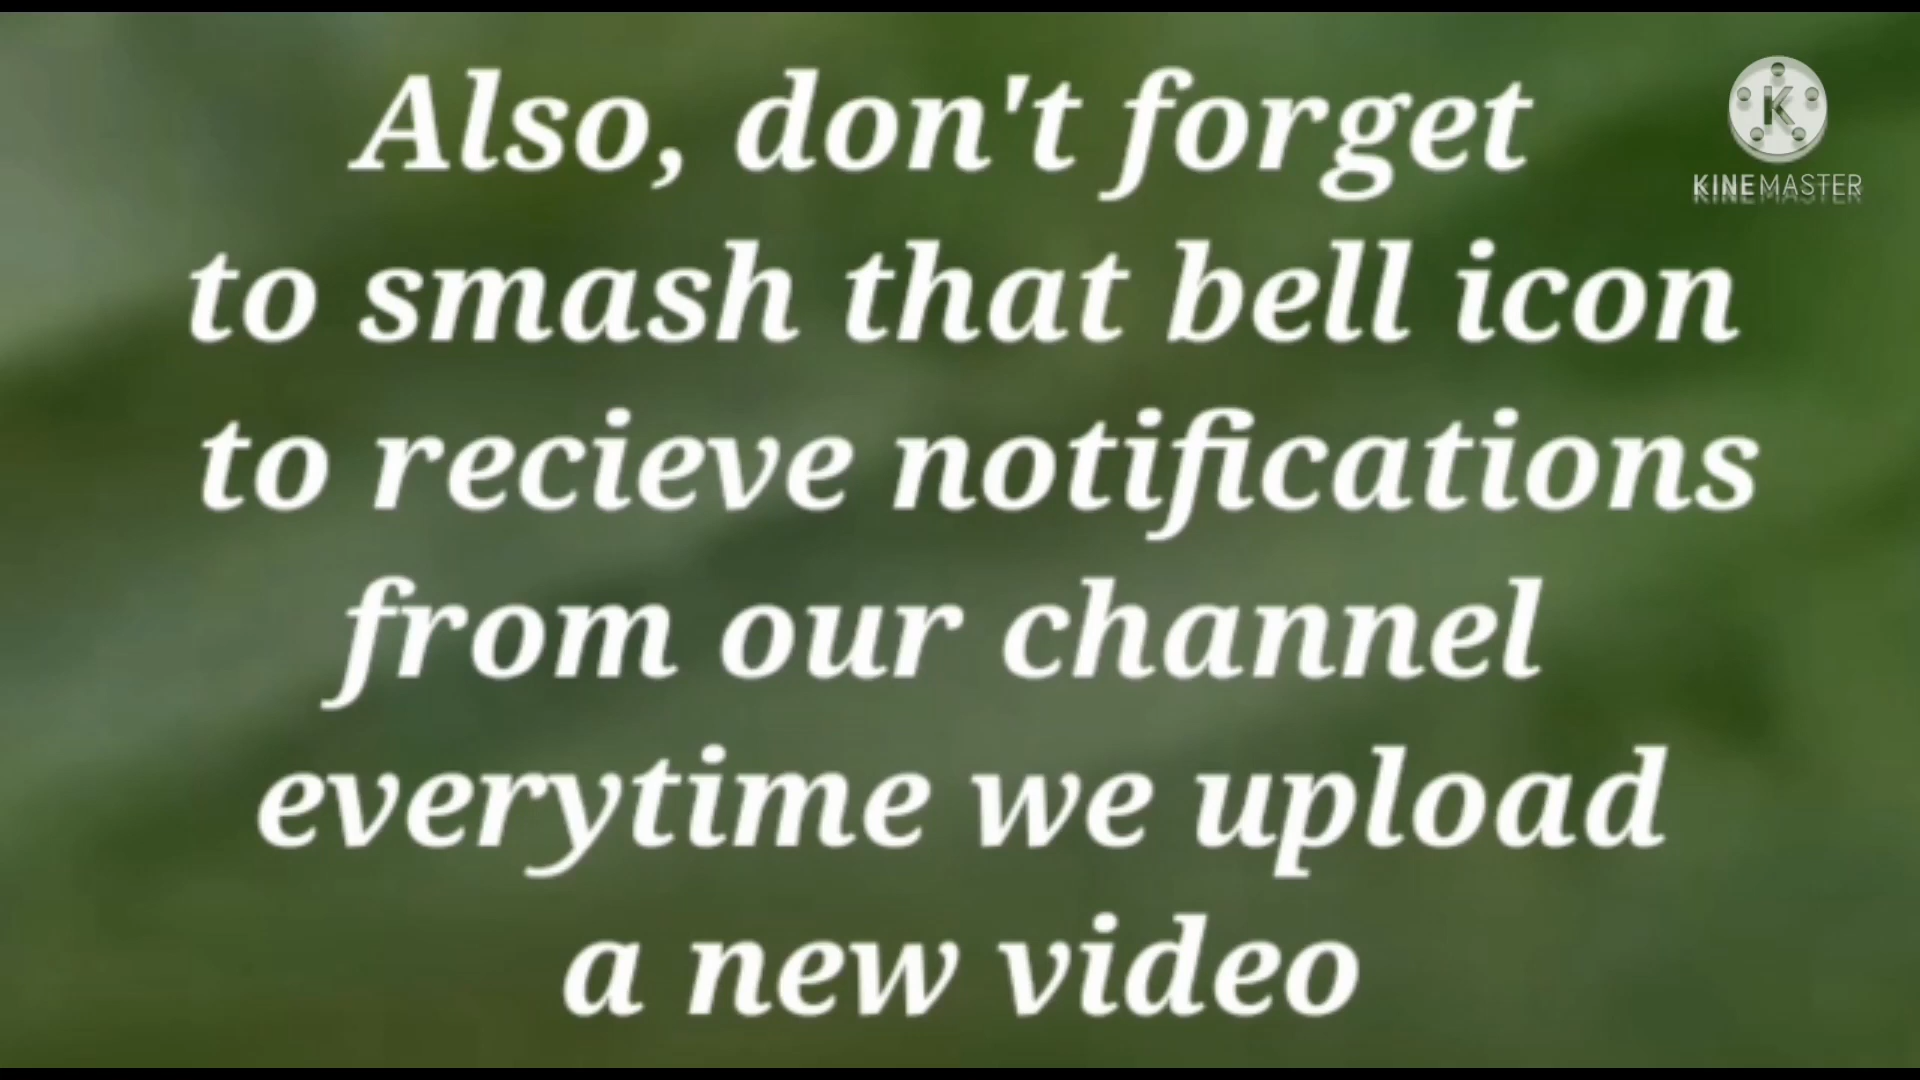 Also, don't forget
to smash that bell icon
to recieve notifications
from our channel
everytime we upload
a new video
K
KINEMASTER